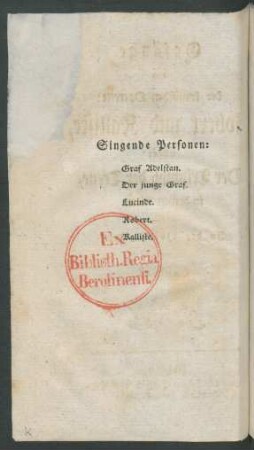 Singende Personen:
Graf Adelstan.
Der junge Graf.
Lucinde.
Robert.
Kalliste.
Ex
Biblioth. Regia
Berolinensi.